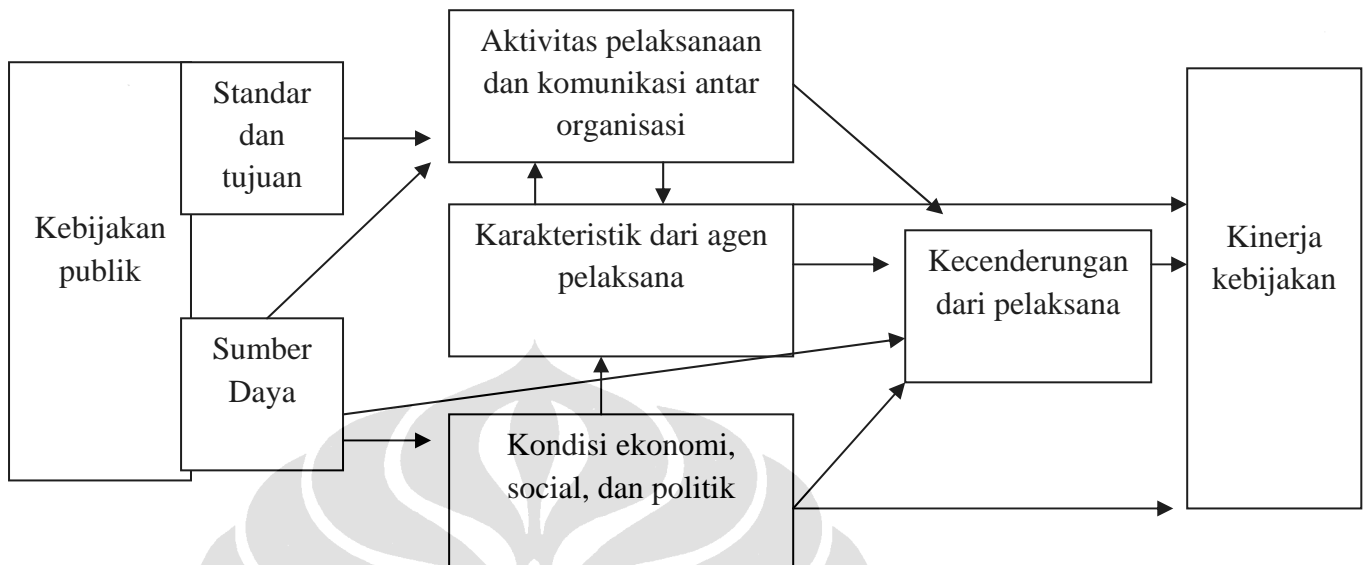 Kebijakan
publik
Standar
dan
tujuan
Sumber
Daya
Aktivitas pelaksanaan
dan komunikasi antar
organisasi
Karakteristik dari agen
pelaksana
Kondisi ekonomi,
social, dan politik
Kecenderungan
dari pelaksana
Kinerja
kebijakan